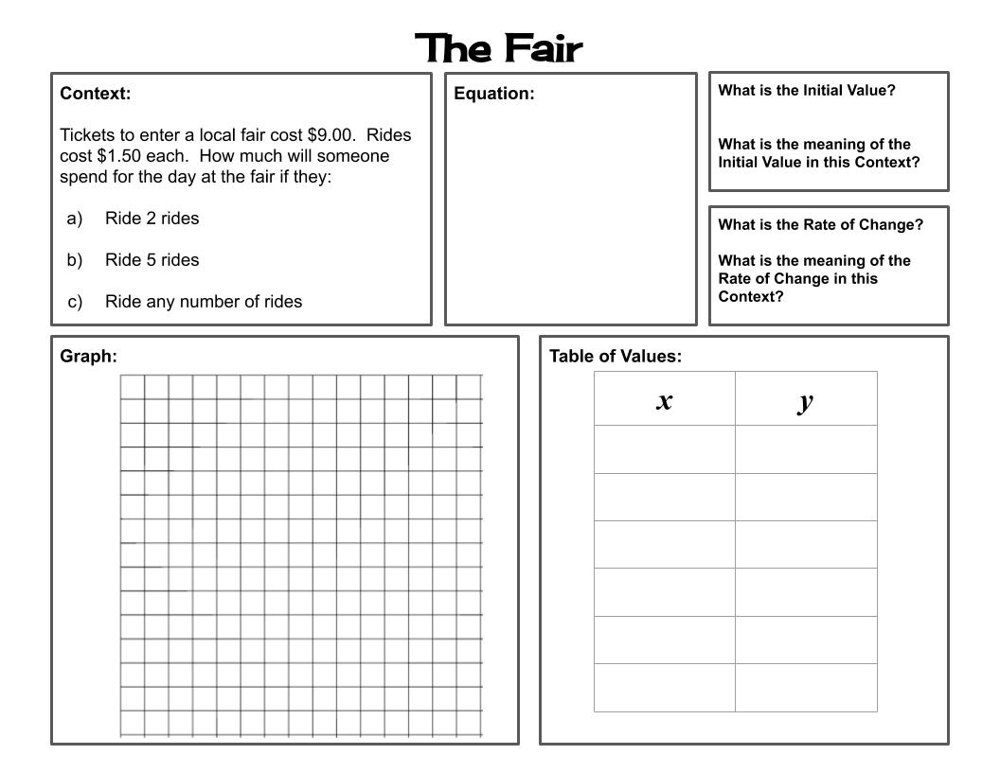 The Fair
Context:
Tickets to enter a local fair cost $9.00.  Rides
cost $1.50 each.  How much will someone
spend for the day at the fair if they:
a) Ride 2 rides
b) Ride 5 rides
c) Ride any number of rides
Equation:
What is the Initial Value?
What is the meaning of the
Initial Value in this Context?
What is the Rate of Change?
What is the meaning of the
Rate of Change in this
Context?
Graph:
Table of Values:
x y